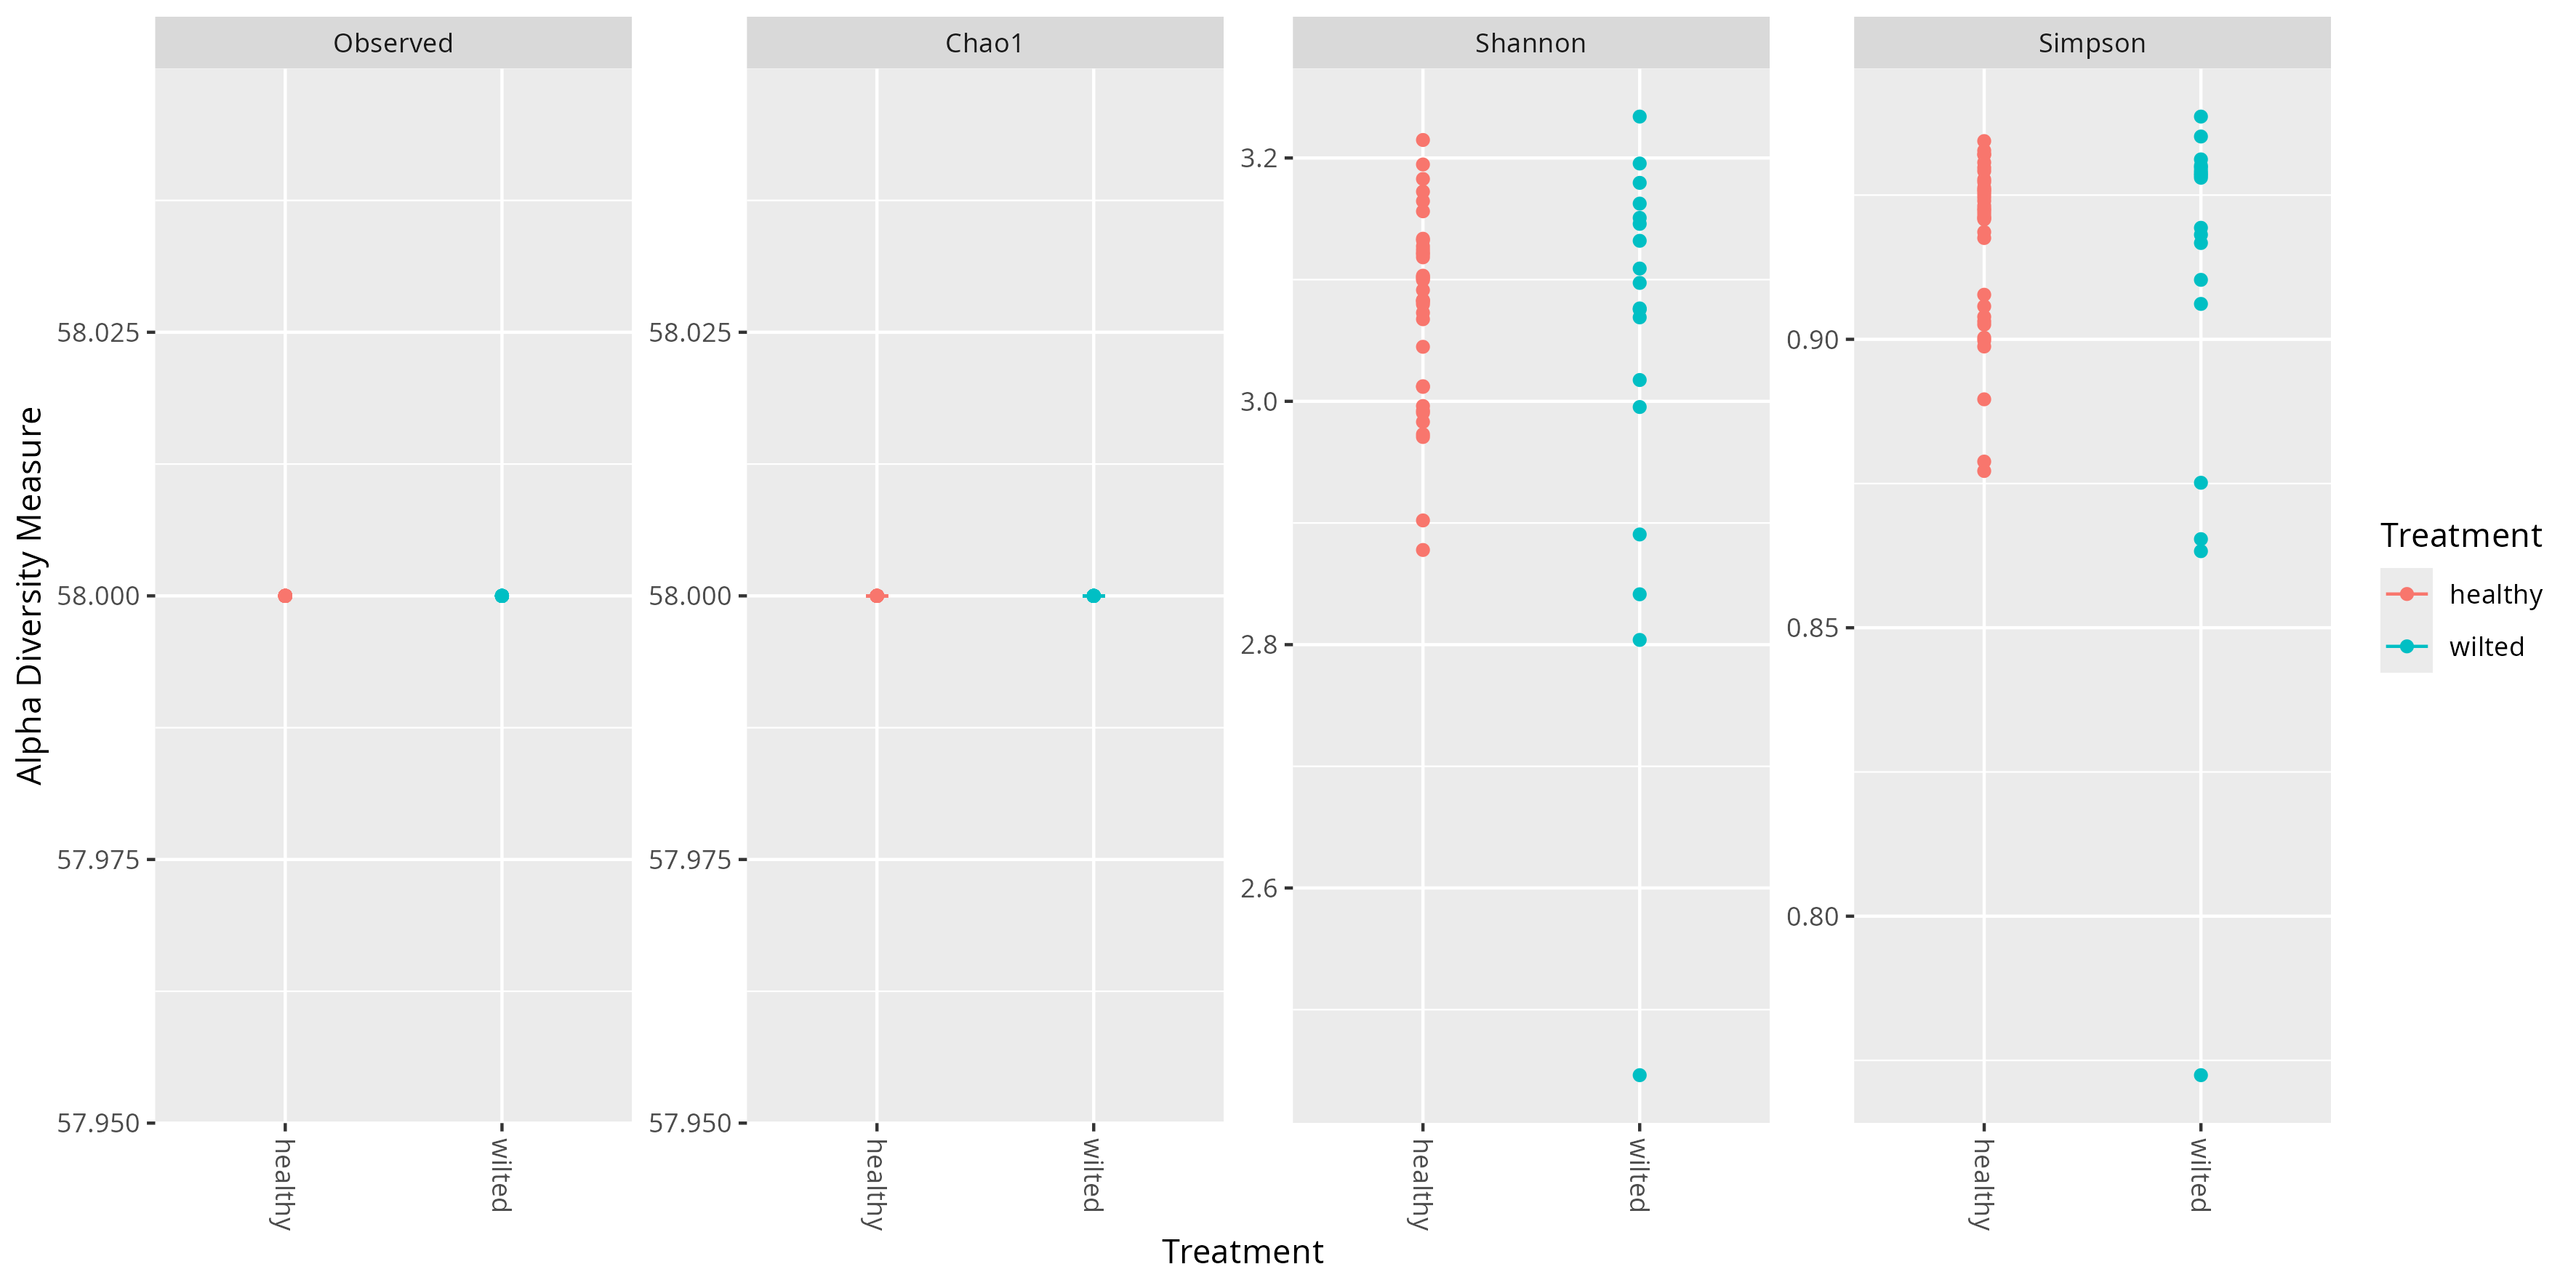 Observed
Chao1
Shannon
Simpson
Alpha Diversity Measure
58.025
58.000
57.975
57.950
58.025
58.000
57.975
57.950
3.2
3.0
2.8
2.6
0.90
0.85
0.80
healthy
wilted
healthy
wilted
healthy
wilted
healthy
wilted
Treatment
Treatment
healthy
wilted